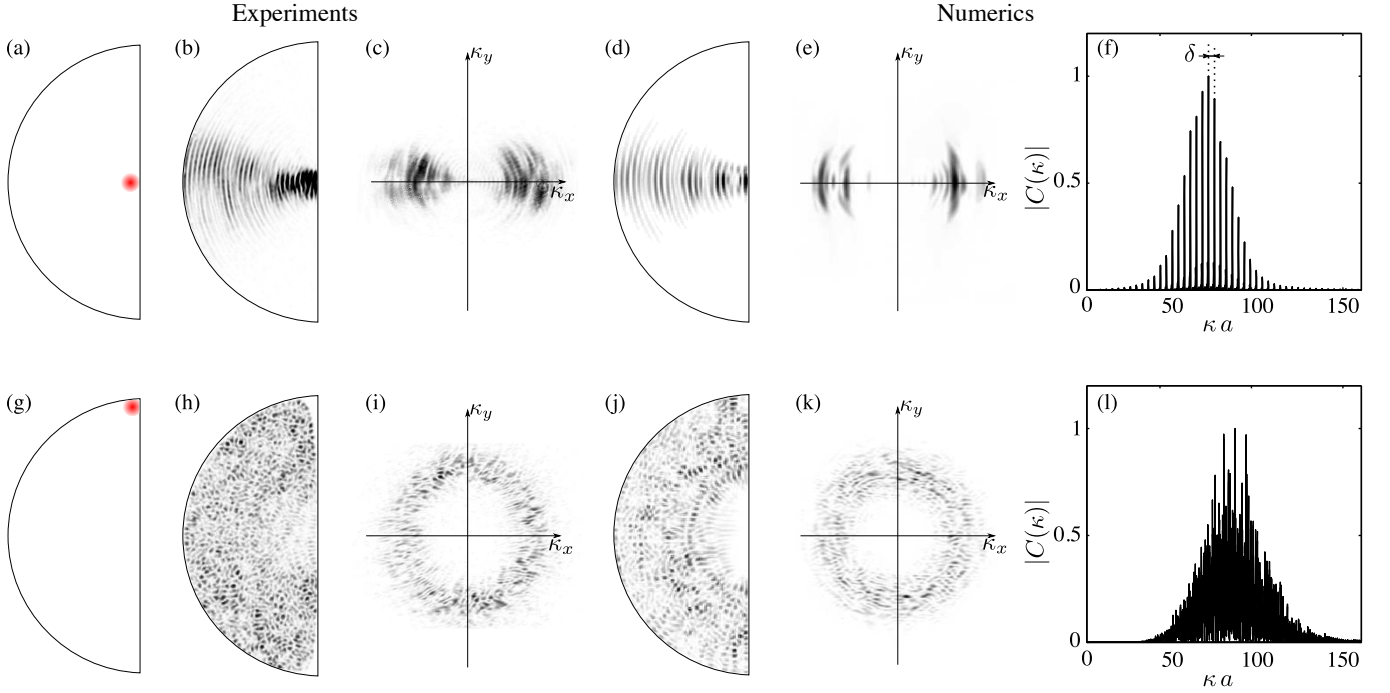 Experiments Numerics
(a) (b) (c) κy (d) (e) κy (f) δ
κx κx
|C(κ)|
1
0.5
0
0 50 100 150
κ a
(g) (h) (i) κy (j) (k) κy (l)
κx κx
|C(κ)|
1
0.5
0
0 50 100 150
κ a